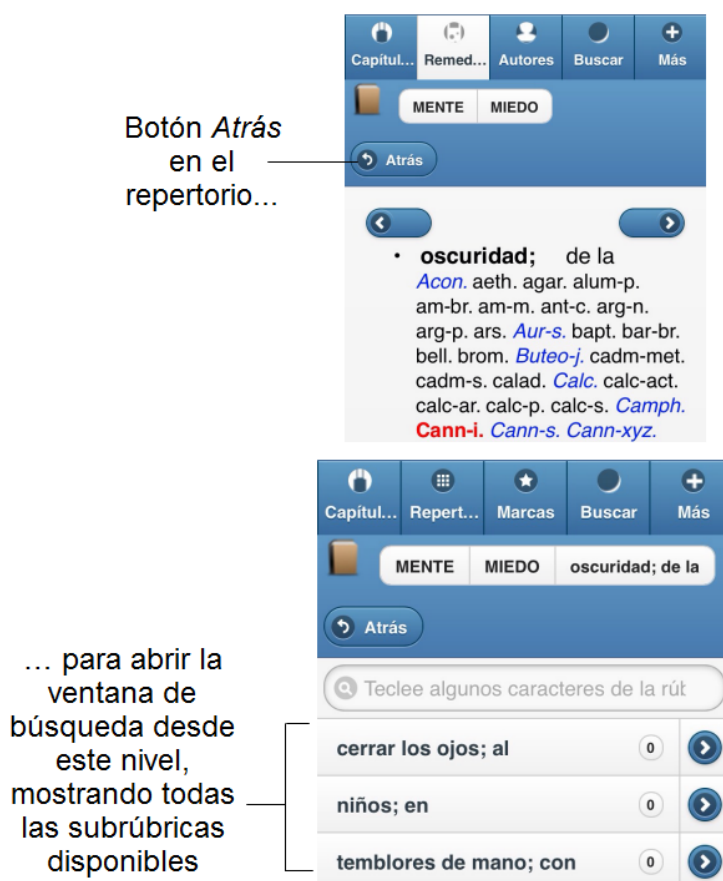 Capítul... Remed... Autores Buscar Más
MENTE MIEDO
Botón Atrás
en el
repertorio...
Atrás
• oscuridad; de la
Acon. aeth. agar. alum-p.
am-br. am-m. ant-c. arg-n.
arg-p. ars. Aur-s. bapt. bar-br.
bell. brom. Buteo-j. cadm-met.
cadm-s. calad. Calc. calc-act.
calc-ar. calc-p. calc-s. Camph.
Cann-i. Cann-s. Cann-xyz.
Capítul... Repert... Marcas Buscar Más
MENTE MIEDO oscuridad; de la
Atrás
... para abrir la
ventana de
búsqueda desde
este nivel,
mostrando todas
las subrúbricas
disponibles
Teclee algunos caracteres de la rúb
cerrar los ojos; al 0
niños; en 0
temblores de mano; con 0